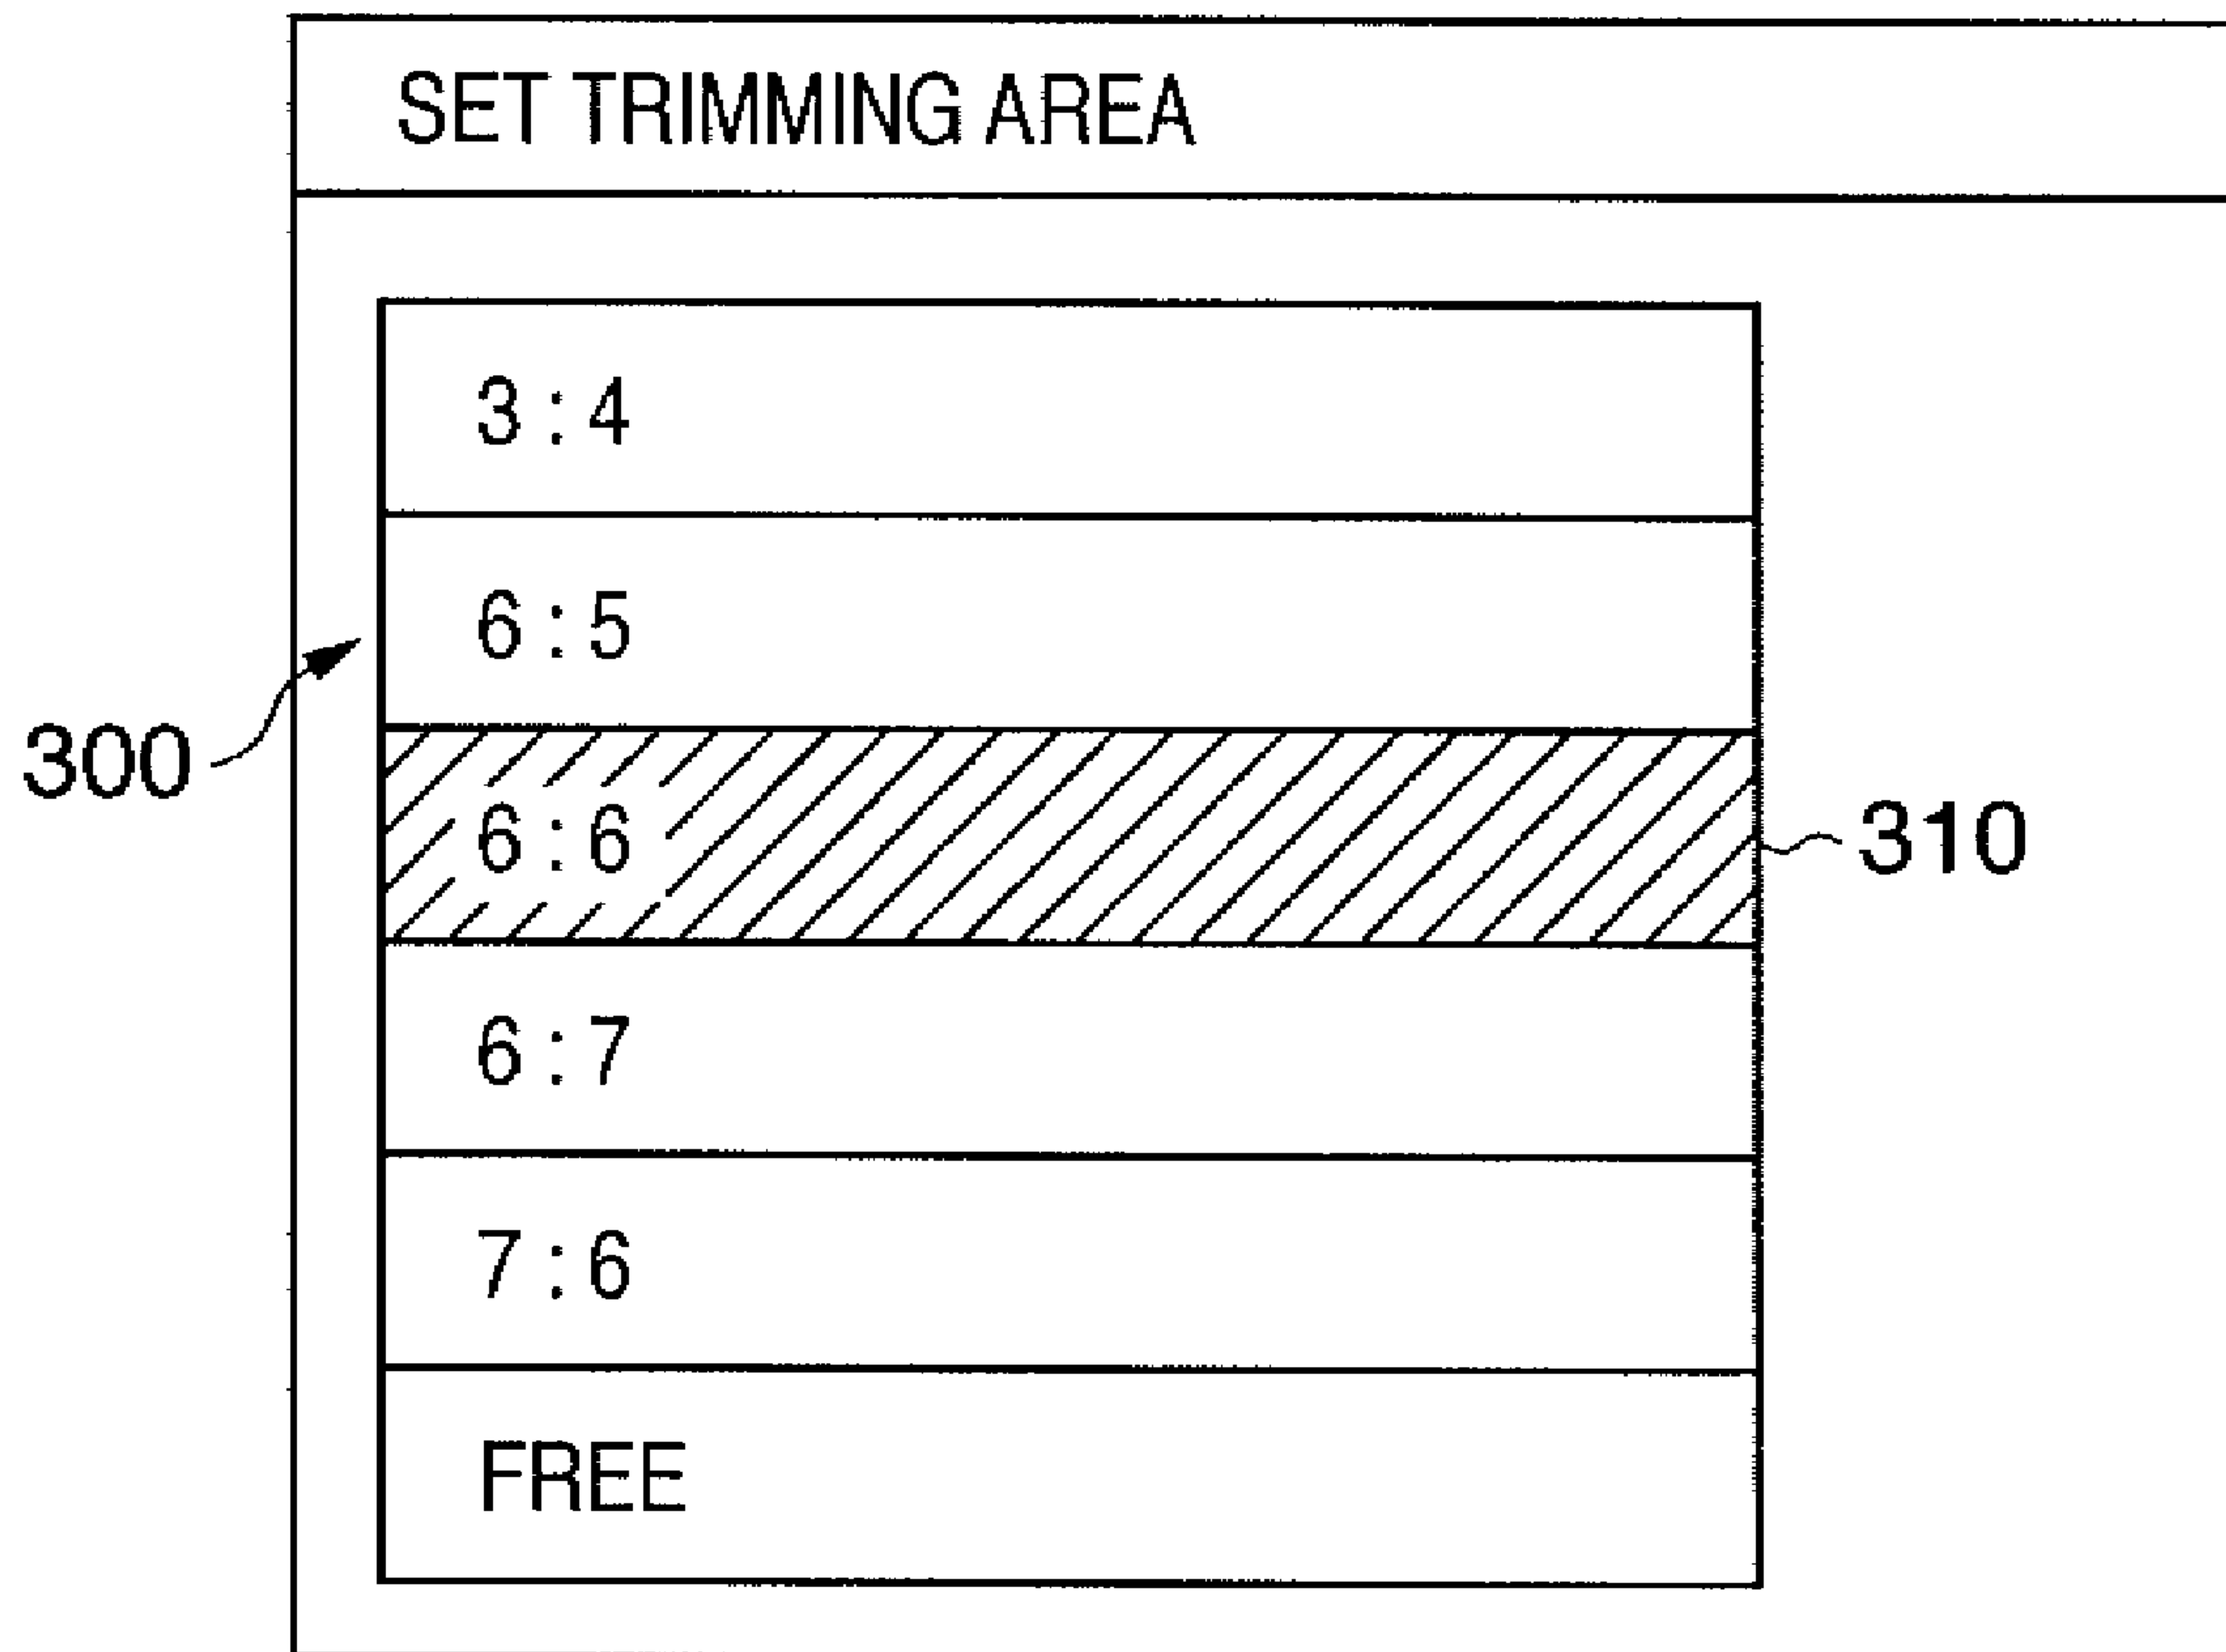 SET TRIMMING AREA
3 : 4
6 : 5
300
6 : 6
310
6 : 7
7 : 6
FREE